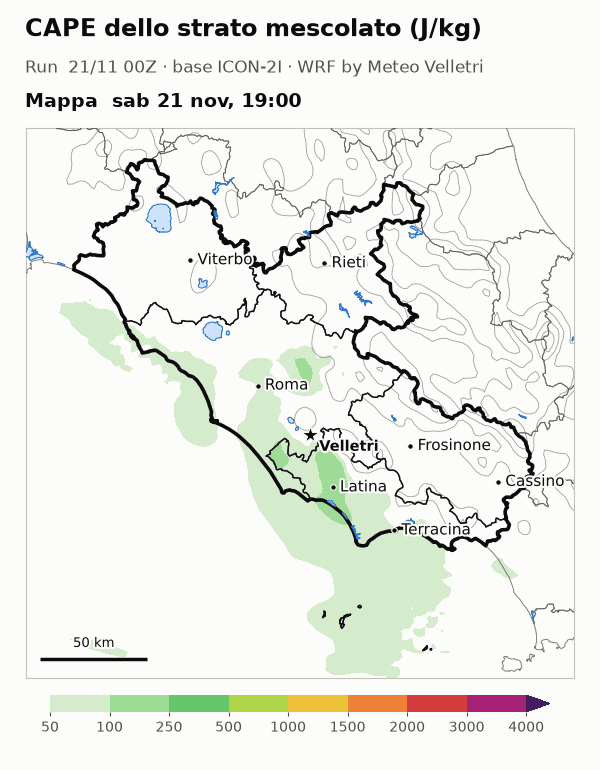 CAPE dello strato mescolato (J/kg)
Run  21/11 00Z · base ICON-2I · WRF by Meteo Velletri
Mappa  sab 21 nov, 19:00
Viterbo
Rieti
Roma
Velletri
Frosinone
Cassino
Latina
Terracina
50 km
50 100 250 500 1000 1500 2000 3000 4000